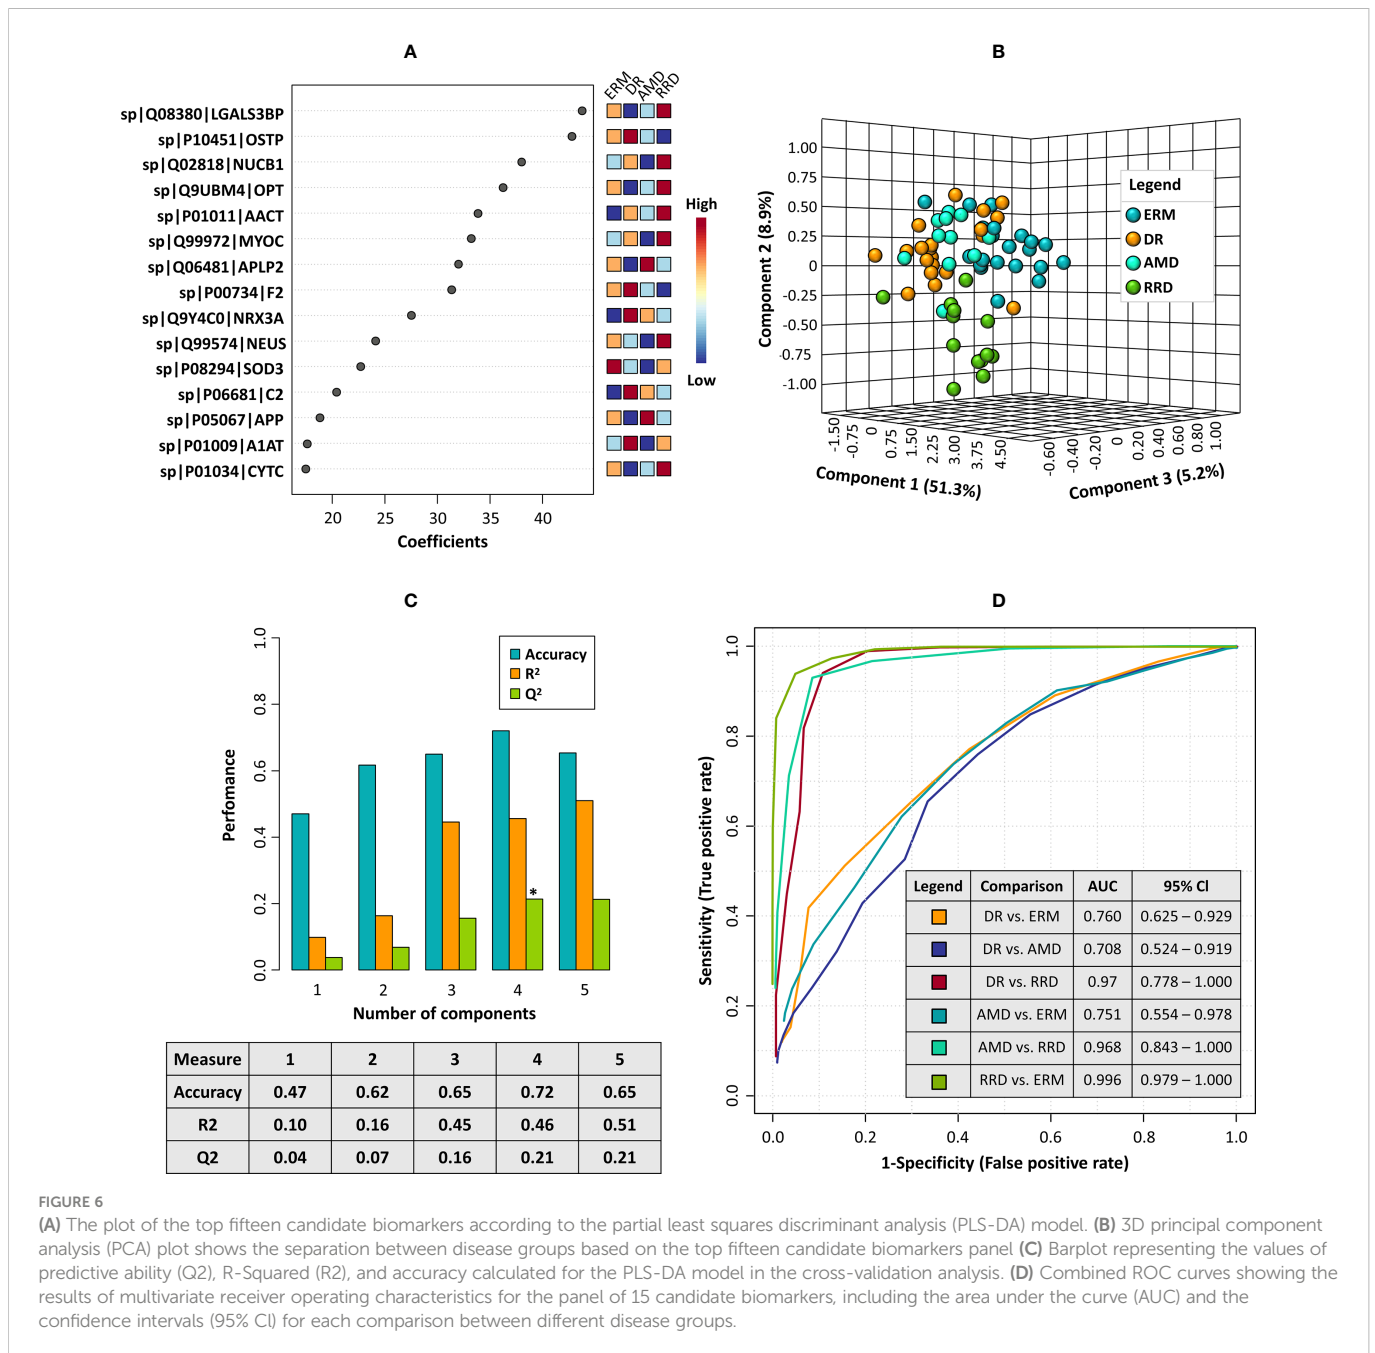 A
ERM DR AMD RRD
sp|Q08380|LGALS3BP
sp|P10451|OSTP
sp|Q02818|NUCB1
sp|Q9UBM4|OPT
sp|P01011|AACT
sp|Q99972|MYOC
sp|Q06481|APLP2
sp|P00734|F2
sp|Q9Y4C0|NRX3A
sp|Q99574|NEUS
sp|P08294|SOD3
sp|P06681|C2
sp|P05067|APP
sp|P01009|A1AT
sp|P01034|CYTC
20 25 30 35 40
Coefficients
High
Low
B
Component 2 (8.9%)
1.00
0.75
0.50
0.25
0
-0.25
-0.50
-0.75
-1.00
-1.50 -0.75 0 0.75 1.50 2.25 3.00 3.75 4.50
Component 1 (51.3%)
-0.60 -0.40 -0.20 0 0.20 0.40 0.60 0.80 1.00
Component 3 (5.2%)
Legend
ERM
DR
AMD
RRD
C
Perfomance
1.0
0.8
0.6
0.4
0.2
0.0
Accuracy
R²
Q²
*
1 2 3 4 5
Number of components
Measure 1 2 3 4 5
Accuracy 0.47 0.62 0.65 0.72 0.65
R2 0.10 0.16 0.45 0.46 0.51
Q2 0.04 0.07 0.16 0.21 0.21
D
Sensitivity (True positive rate)
1.0
0.8
0.6
0.4
0.2
0.0
Legend Comparison AUC 95% CI
DR vs. ERM 0.760 0.625 – 0.929
DR vs. AMD 0.708 0.524 – 0.919
DR vs. RRD 0.97 0.778 – 1.000
AMD vs. ERM 0.751 0.554 – 0.978
AMD vs. RRD 0.968 0.843 – 1.000
RRD vs. ERM 0.996 0.979 – 1.000
0.0 0.2 0.4 0.6 0.8 1.0
1-Specificity (False positive rate)
FIGURE 6
(A) The plot of the top fifteen candidate biomarkers according to the partial least squares discriminant analysis (PLS-DA) model. (B) 3D principal component
analysis (PCA) plot shows the separation between disease groups based on the top fifteen candidate biomarkers panel (C) Barplot representing the values of
predictive ability (Q2), R-Squared (R2), and accuracy calculated for the PLS-DA model in the cross-validation analysis. (D) Combined ROC curves showing the
results of multivariate receiver operating characteristics for the panel of 15 candidate biomarkers, including the area under the curve (AUC) and the
confidence intervals (95% Cl) for each comparison between different disease groups.